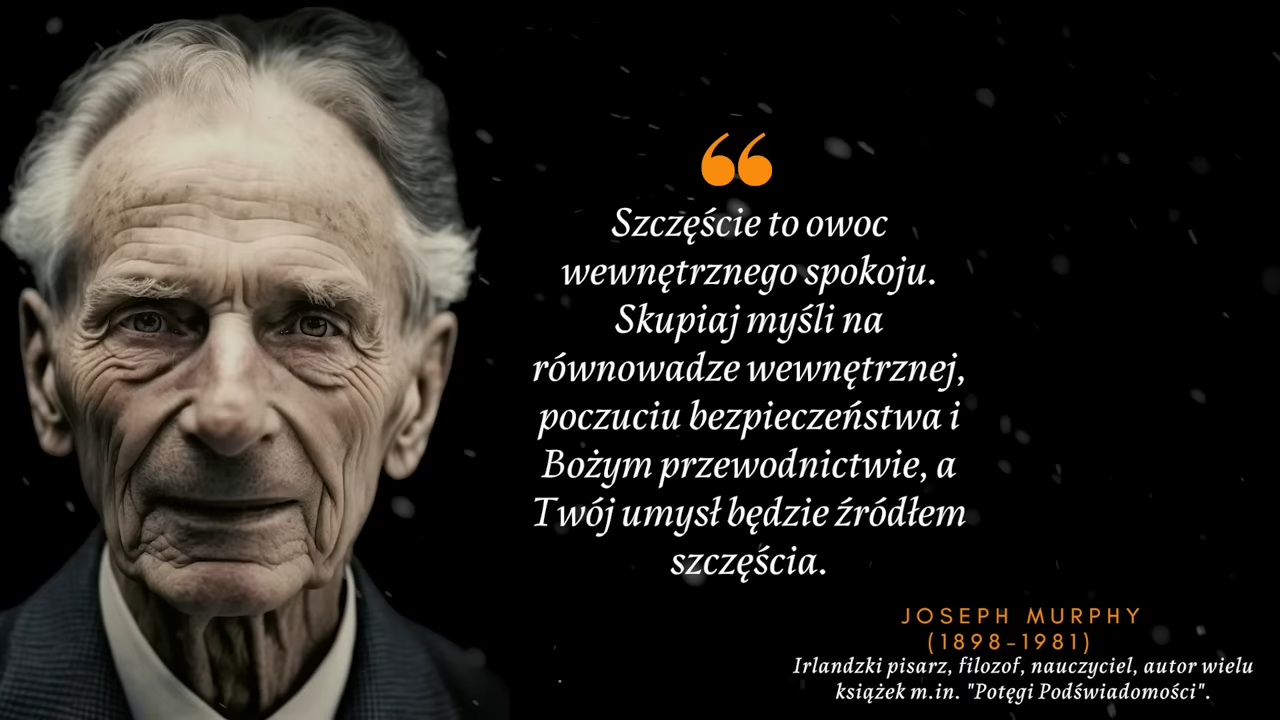 Szczęście to owoc
wewnętrznego spokoju.
Skupiaj myśli na
równowadze wewnętrznej,
poczuciu bezpieczeństwa i
Bożym przewodnictwie, a
Twój umysł będzie źródłem
szczęścia.
JOSEPH MURPHY
(1898-1981)
Irlandzki pisarz, filozof, nauczyciel, autor wielu
książek m.in. "Potęgi Podświadomości".